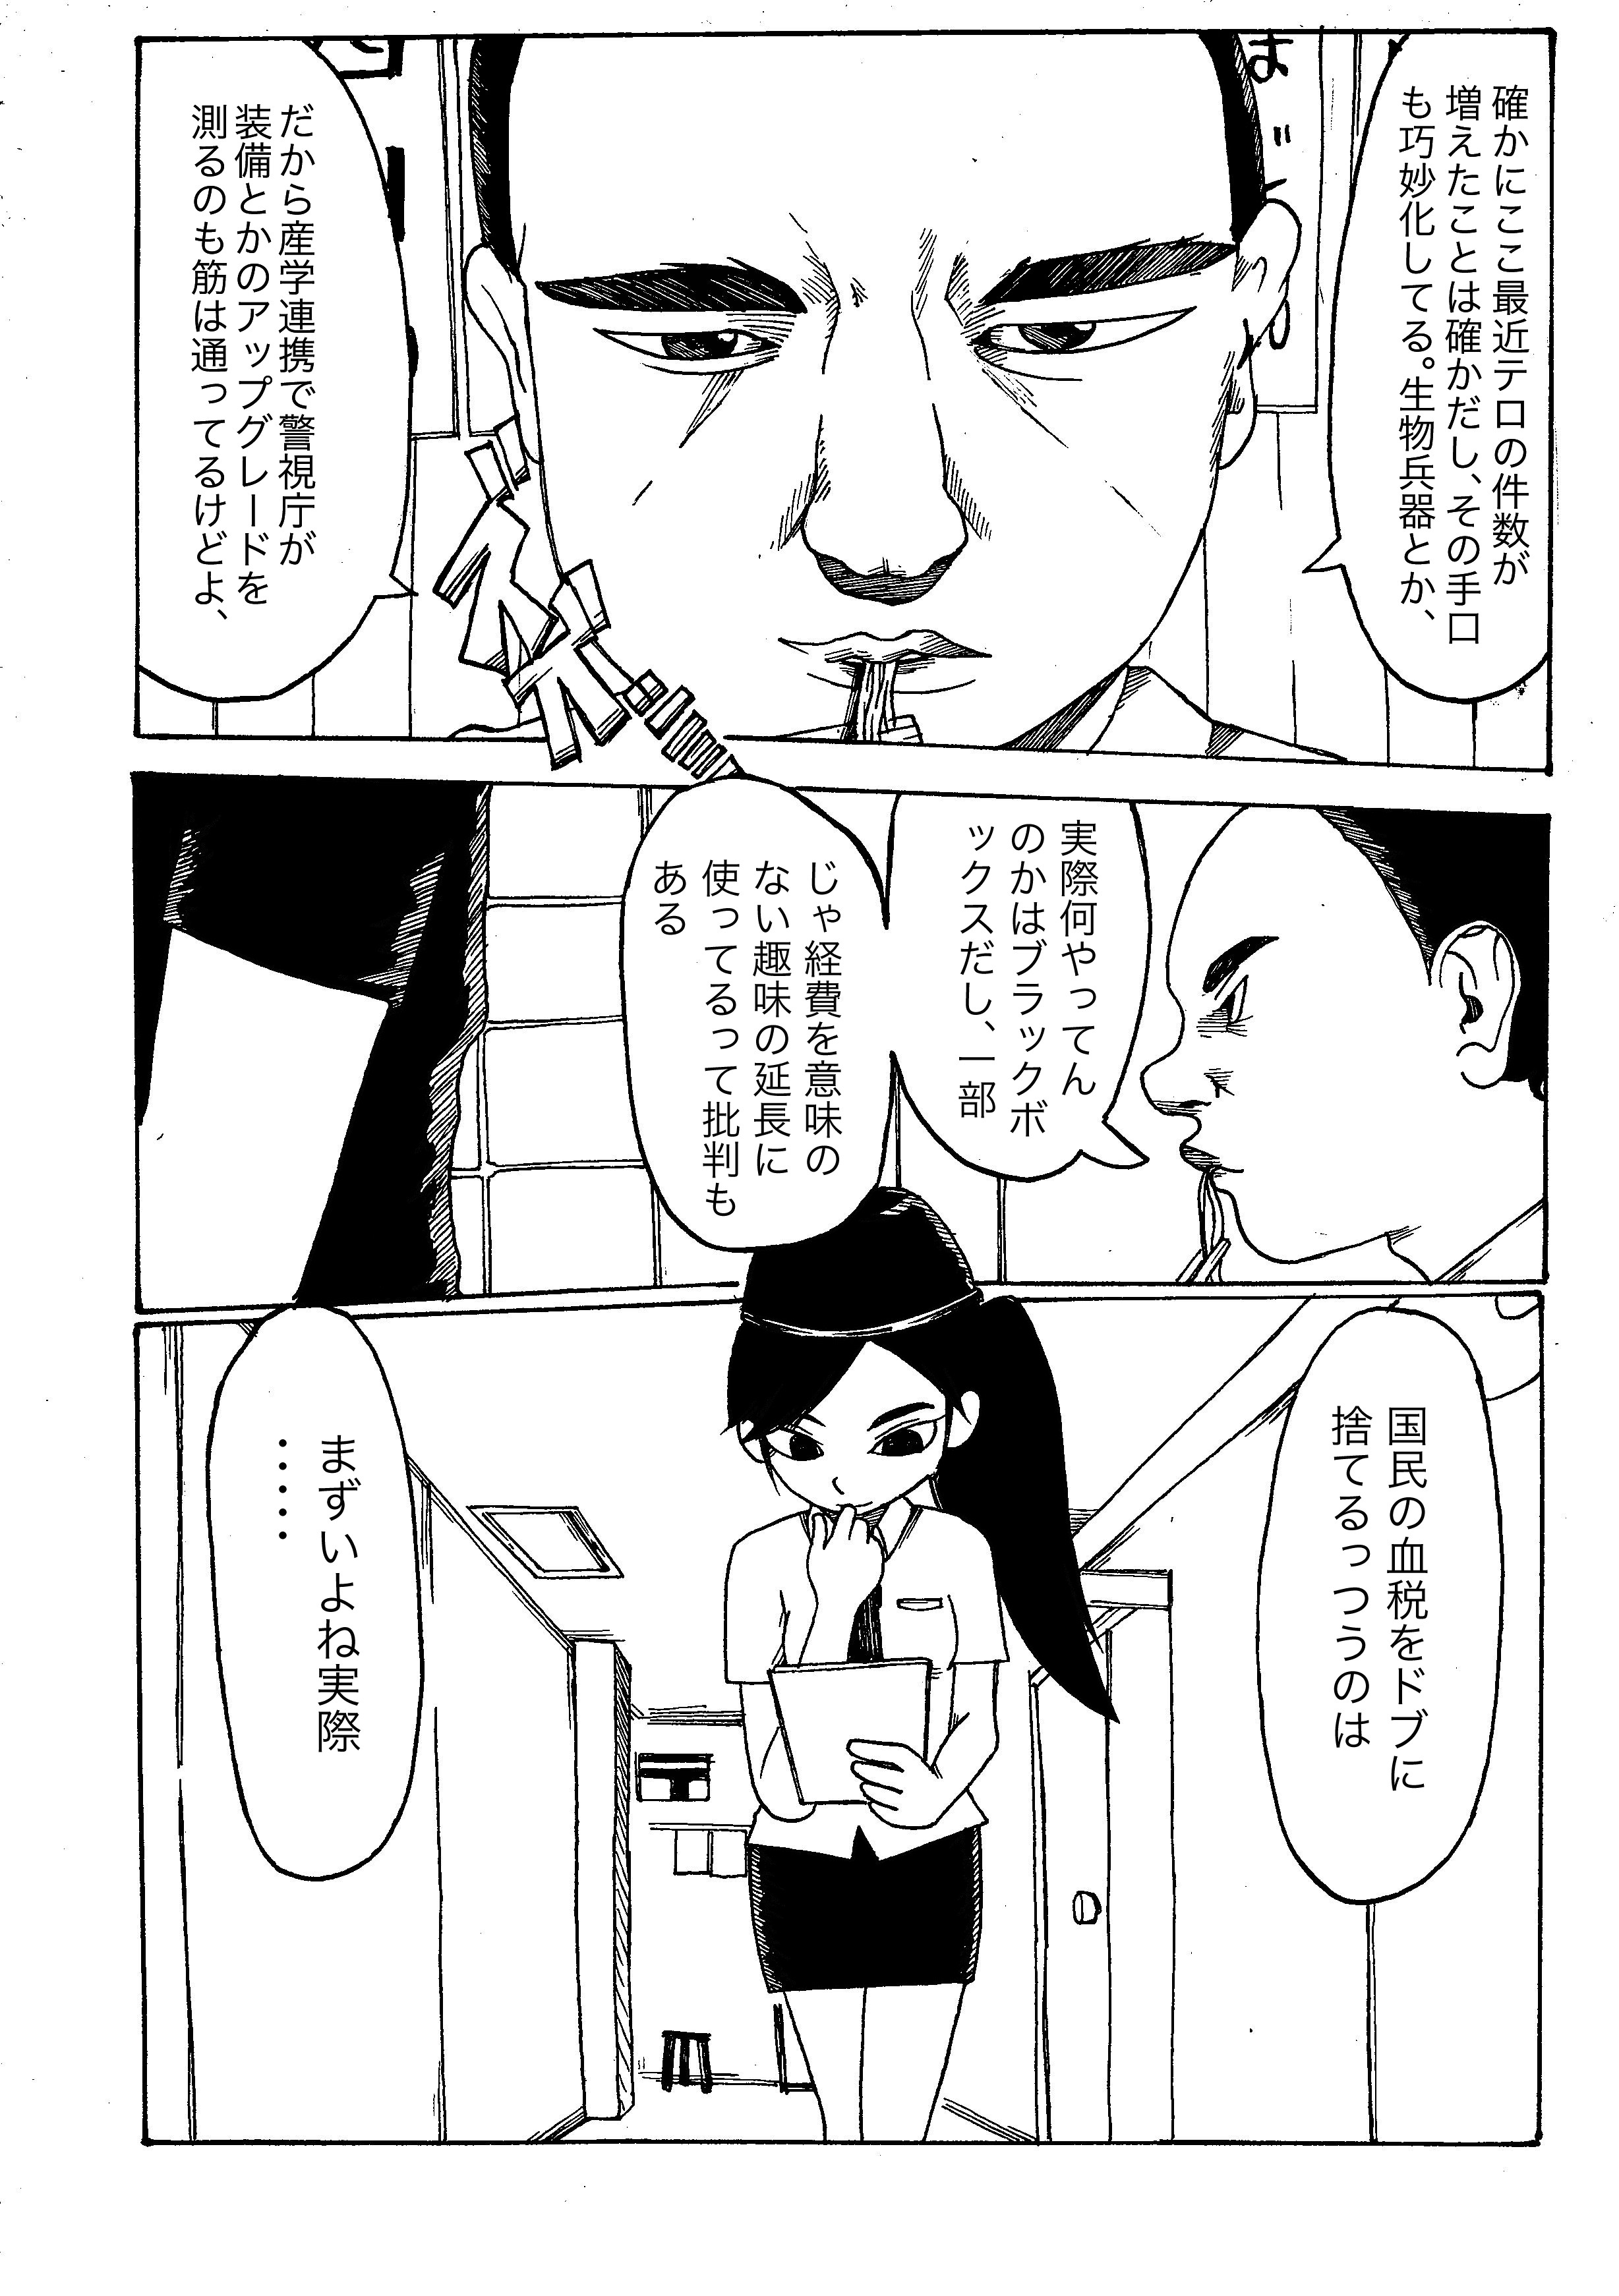 確かにここ最近テロの件数が
増えたことは確かだし、その手口
も巧妙化してる。生物兵器とか、
だから産学連携で警視庁が
装備とかのアップグレードを
測るのも筋は通ってるけどよ、
実際何やってん
のかはブラックボ
ックスだし、一部
じゃ経費を意味の
ない趣味の延長に
使ってるって批判も
ある
国民の血税をドブに
捨てるっつうのは
まずいよね実際
・・・・・